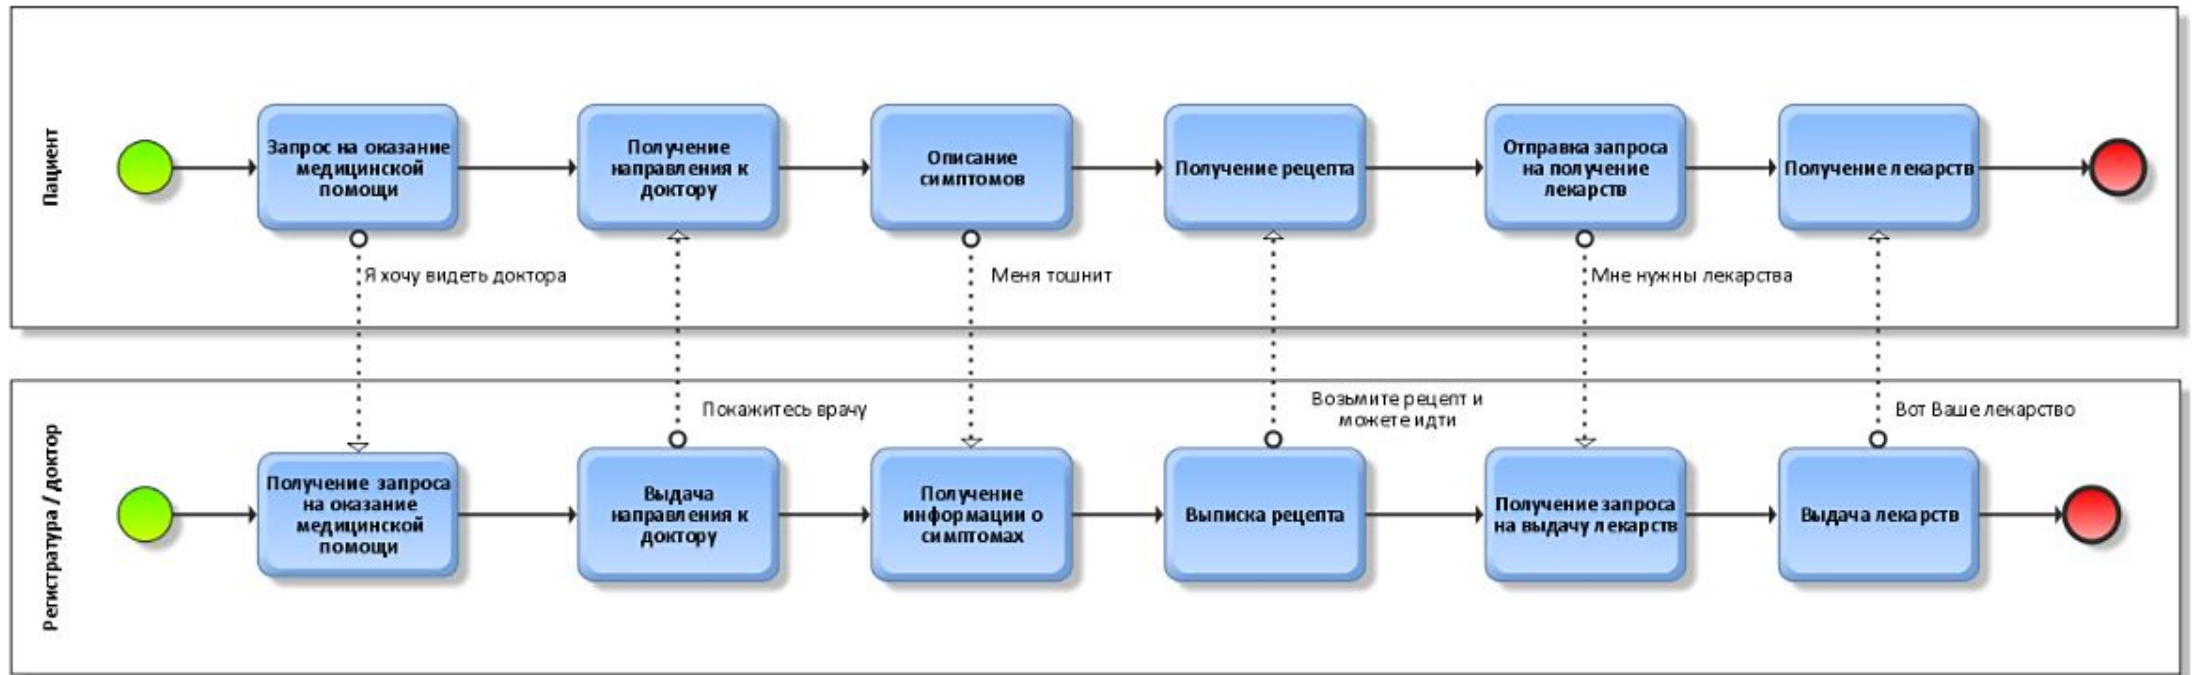 Пациент
Запрос на оказание
медицинской
помощи
Получение
направления к
доктору
Описание
симптомов
Получение рецепта
Отправка запроса
на получение
лекарств
Получение лекарств
Я хочу видеть доктора
Меня тошнит
Мне нужны лекарства
Регистратура / доктор
Покажитесь врачу
Возьмите рецепт и
можете идти
Вот Ваше лекарство
Получение запроса
на оказание
медицинской
помощи
Выдача
направления к
доктору
Получение
информации о
симптомах
Выписка рецепта
Получение запроса
на выдачу лекарств
Выдача лекарств